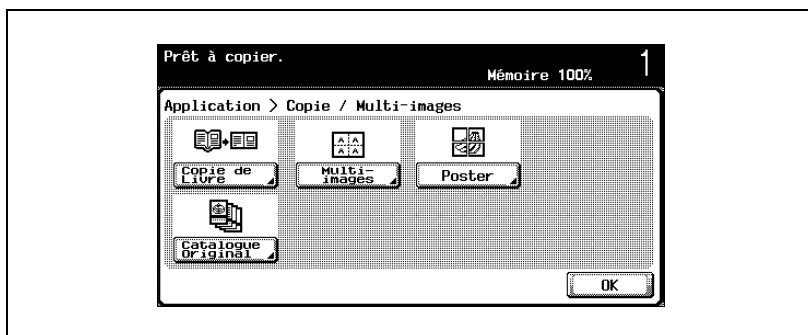 Prêt à copier.
Mémoire 100%
1
Application > Copie / Multi-images
Copie de
Livre
Multi-
images
Poster
Catalogue
Original
OK